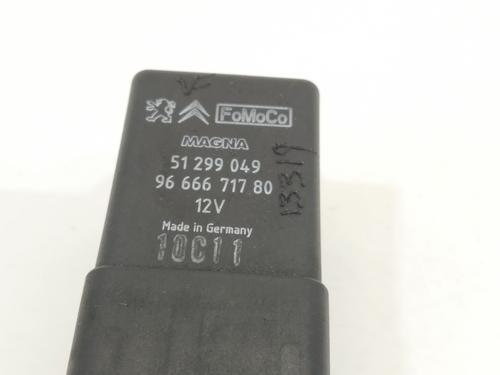 FoMoCo
MAGNA
51 299 049
96 666 717 80
12V
Made in Germany
10C11
13319